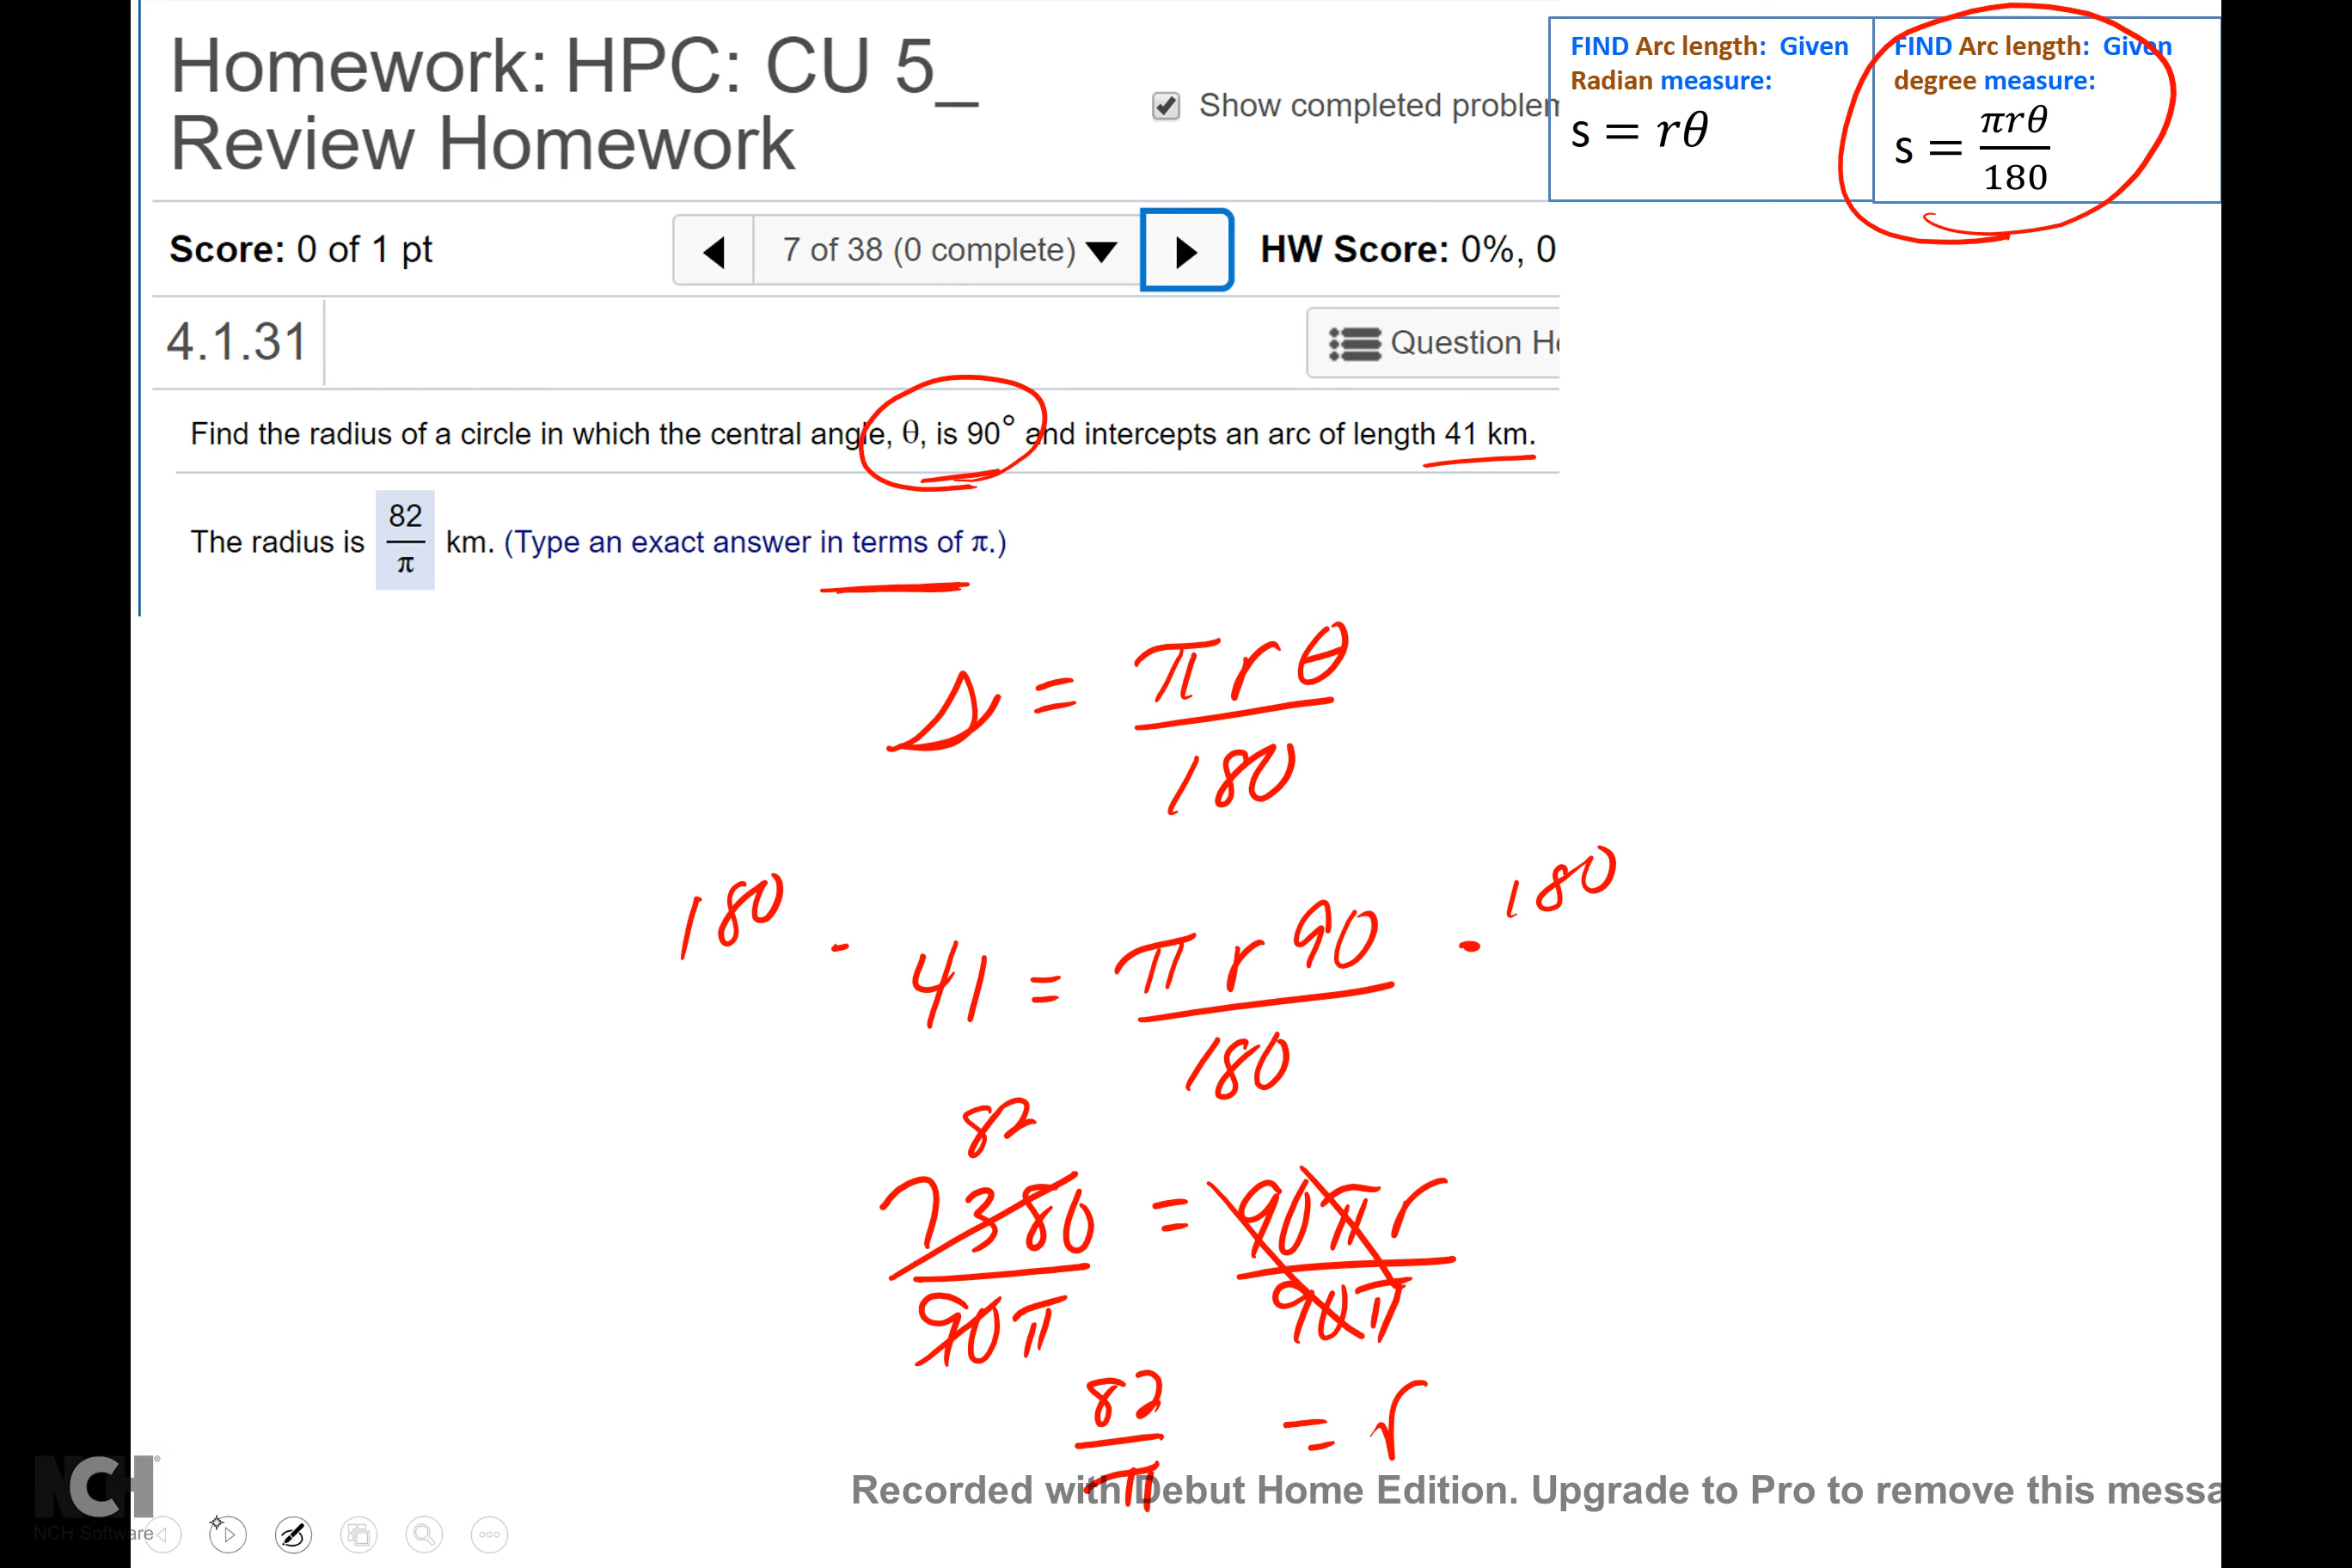 Homework: HPC: CU 5_
Review Homework
Show completed problem
FIND Arc length: Given
Radian measure:
s = rθ
FIND Arc length: Given
degree measure:
s = πrθ/180
Score: 0 of 1 pt
7 of 38 (0 complete)
HW Score: 0%, 0
4.1.31
Question He
Find the radius of a circle in which the central angle, θ, is 90° and intercepts an arc of length 41 km.
The radius is 82/π km. (Type an exact answer in terms of π.)
s = πrθ/180
180 · 41 = πr90/180 · 180
82
7380/90π = 90πr/90π
82/π = r
Recorded with Debut Home Edition. Upgrade to Pro to remove this messa
NCH®
NCH Software